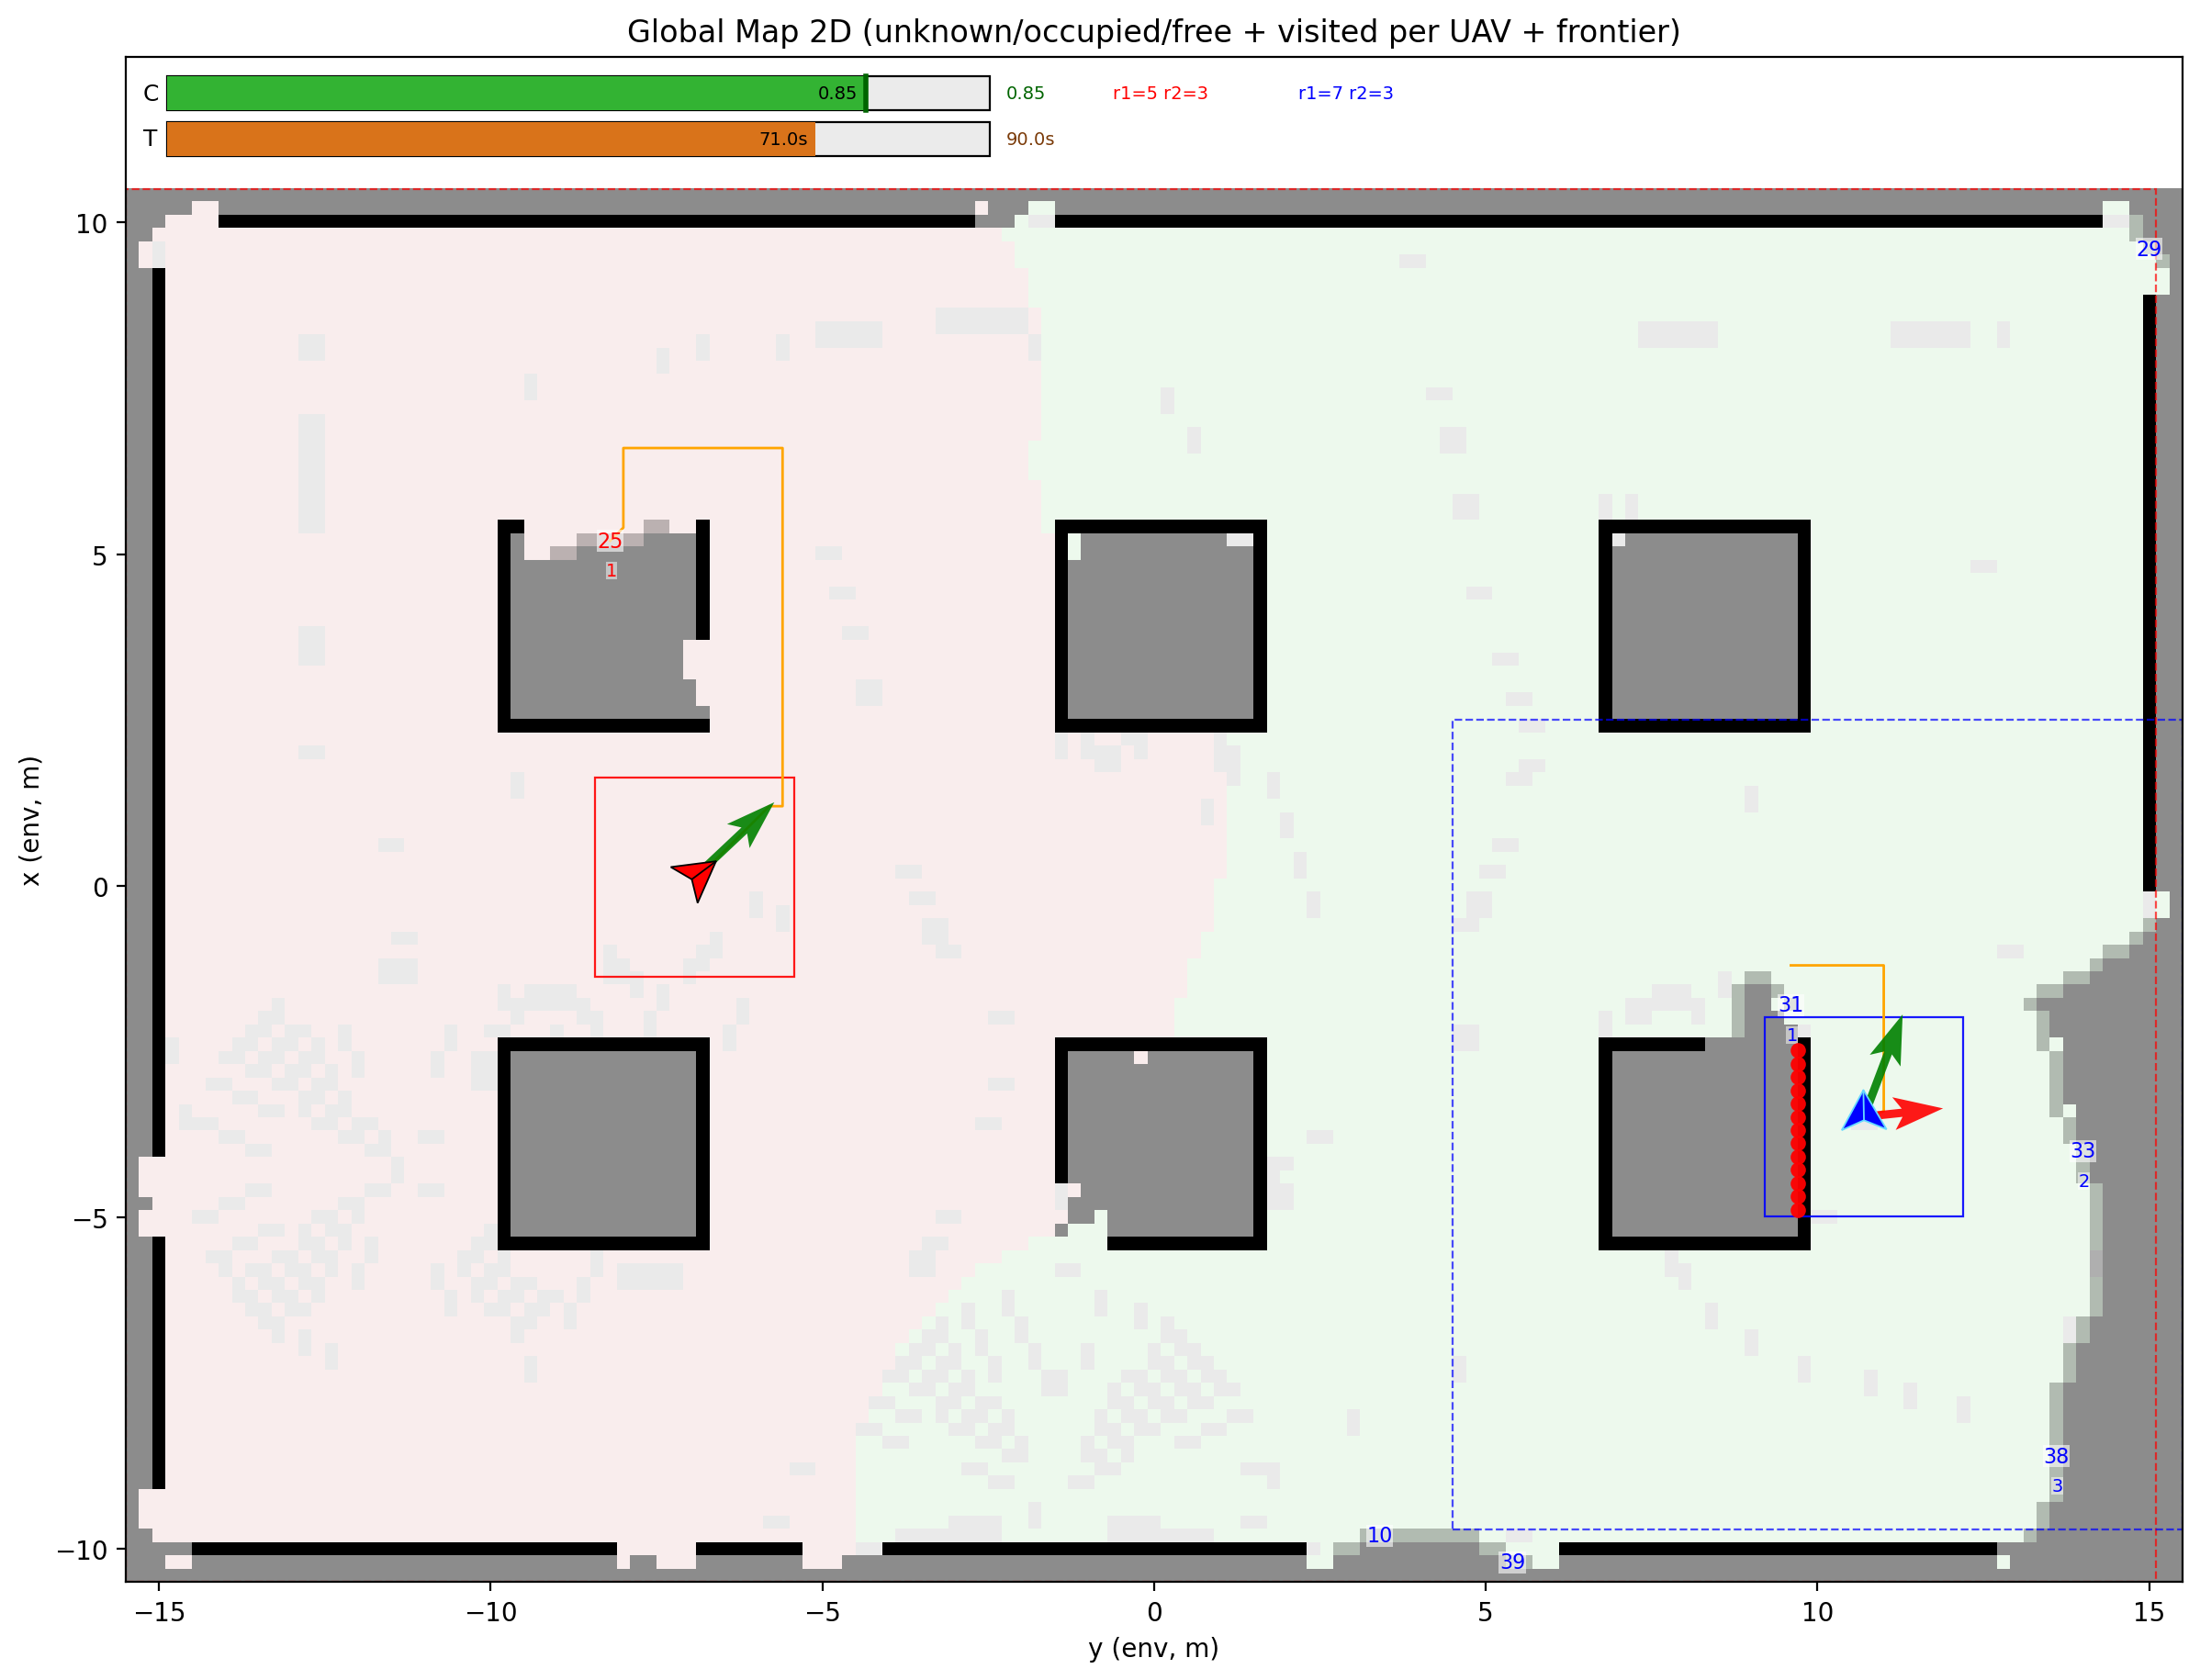 Global Map 2D (unknown/occupied/free + visited per UAV + frontier)
C 0.85 0.85 r1=5 r2=3 r1=7 r2=3
T 71.0s 90.0s
10
29
5
25
1
x (env, m)
0
31
1
33
2
−5
38
3
10
−10
39
−15 −10 −5 0 5 10 15
y (env, m)